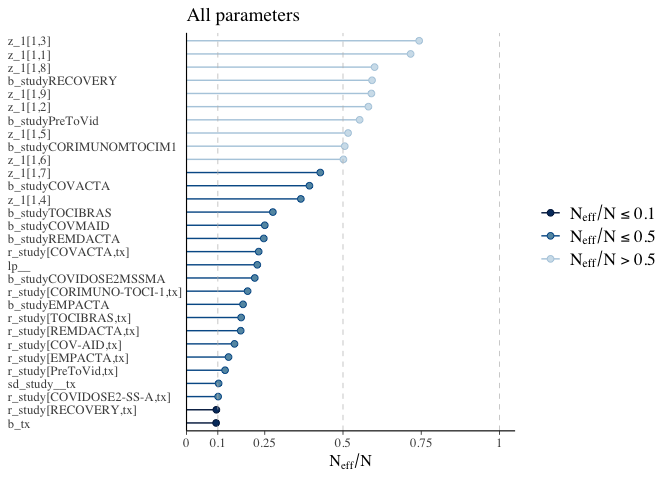 All parameters
z_1[1,3]
z_1[1,1]
z_1[1,8]
b_studyRECOVERY
z_1[1,9]
z_1[1,2]
b_studyPreToVid
z_1[1,5]
b_studyCORIMUNOMTOCIM1
z_1[1,6]
z_1[1,7]
b_studyCOVACTA
z_1[1,4]
b_studyTOCIBRAS
b_studyCOVMAID
b_studyREMDACTA
r_study[COVACTA,tx]
lp__
b_studyCOVIDOSE2MSSMA
r_study[CORIMUNO-TOCI-1,tx]
b_studyEMPACTA
r_study[TOCIBRAS,tx]
r_study[REMDACTA,tx]
r_study[COV-AID,tx]
r_study[EMPACTA,tx]
r_study[PreToVid,tx]
sd_study__tx
r_study[COVIDOSE2-SS-A,tx]
r_study[RECOVERY,tx]
b_tx
0 0.1 0.25 0.5 0.75 1
Neff/N
Neff/N ≤ 0.1
Neff/N ≤ 0.5
Neff/N > 0.5